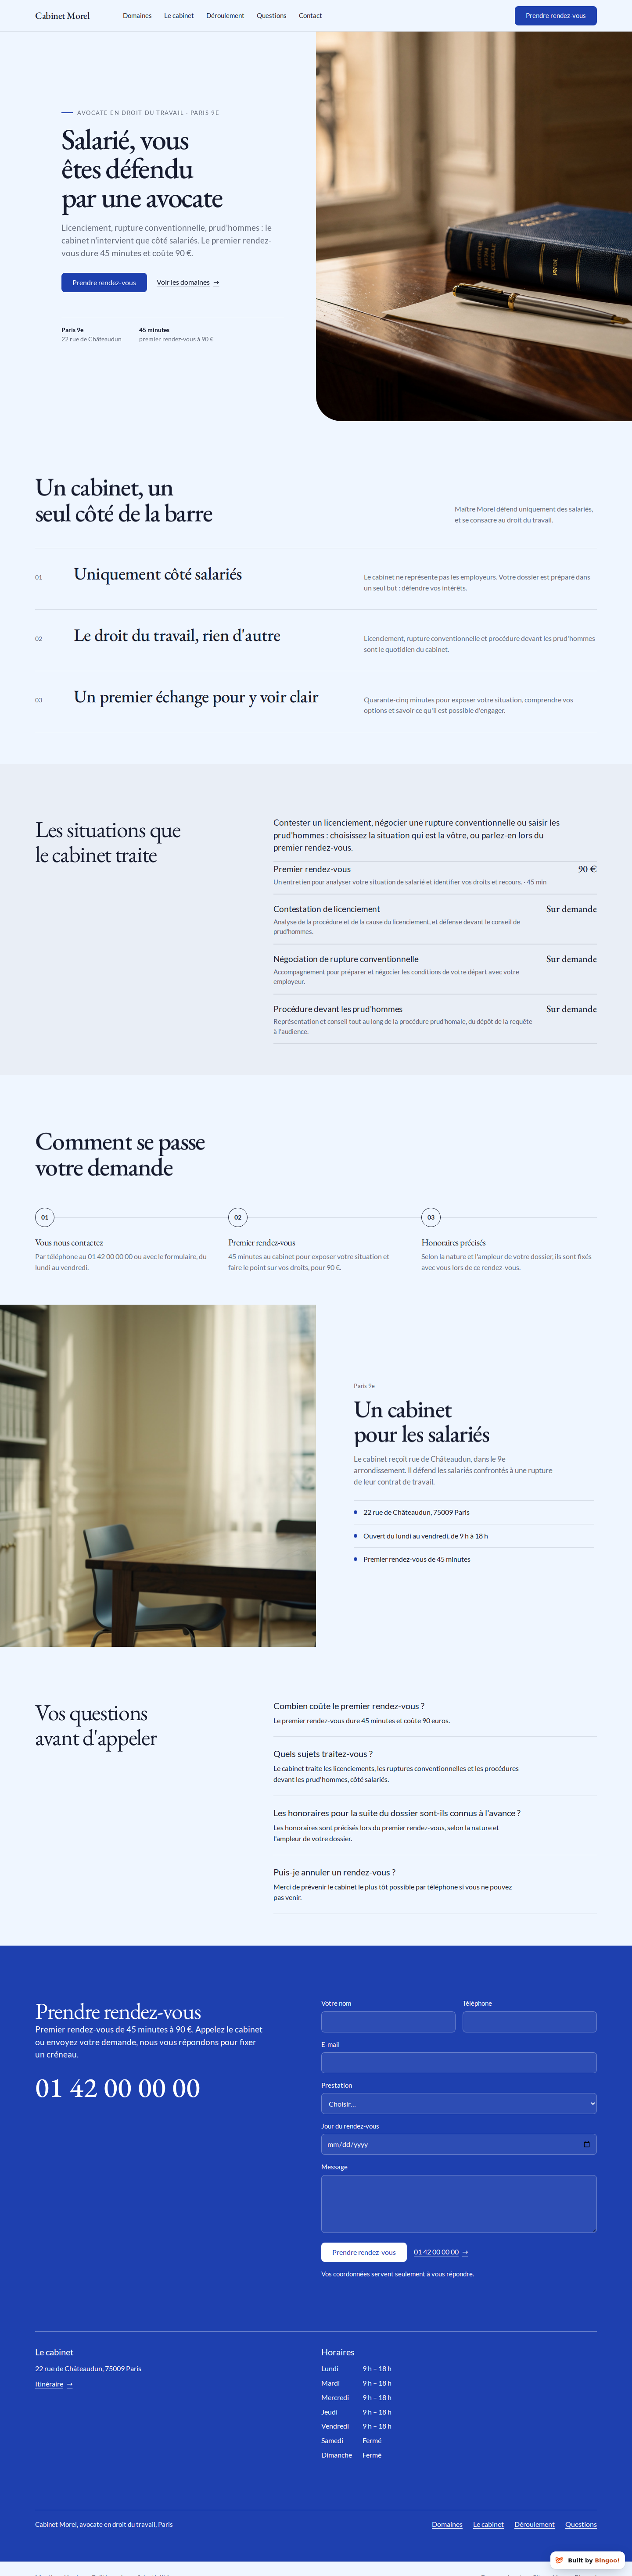 Cabinet Morel
Domaines
Le cabinet
Déroulement
Questions
Contact
Prendre rendez-vous
AVOCATE EN DROIT DU TRAVAIL · PARIS 9E
Salarié, vous
êtes défendu
par une avocate
Licenciement, rupture conventionnelle, prud'hommes : le
cabinet n'intervient que côté salariés. Le premier rendez-
vous dure 45 minutes et coûte 90 €.
Prendre rendez-vous
Voir les domaines →
Paris 9e
22 rue de Châteaudun
45 minutes
premier rendez-vous à 90 €
Un cabinet, un
seul côté de la barre
Maître Morel défend uniquement des salariés,
et se consacre au droit du travail.
01
Uniquement côté salariés
Le cabinet ne représente pas les employeurs. Votre dossier est préparé dans
un seul but : défendre vos intérêts.
02
Le droit du travail, rien d'autre
Licenciement, rupture conventionnelle et procédure devant les prud'hommes
sont le quotidien du cabinet.
03
Un premier échange pour y voir clair
Quarante-cinq minutes pour exposer votre situation, comprendre vos
options et savoir ce qu'il est possible d'engager.
Les situations que
le cabinet traite
Contester un licenciement, négocier une rupture conventionnelle ou saisir les
prud'hommes : choisissez la situation qui est la vôtre, ou parlez-en lors du
premier rendez-vous.
Premier rendez-vous
90 €
Un entretien pour analyser votre situation de salarié et identifier vos droits et recours. · 45 min
Contestation de licenciement
Sur demande
Analyse de la procédure et de la cause du licenciement, et défense devant le conseil de
prud'hommes.
Négociation de rupture conventionnelle
Sur demande
Accompagnement pour préparer et négocier les conditions de votre départ avec votre
employeur.
Procédure devant les prud'hommes
Sur demande
Représentation et conseil tout au long de la procédure prud'homale, du dépôt de la requête
à l'audience.
Comment se passe
votre demande
01
Vous nous contactez
Par téléphone au 01 42 00 00 00 ou avec le formulaire, du
lundi au vendredi.
02
Premier rendez-vous
45 minutes au cabinet pour exposer votre situation et
faire le point sur vos droits, pour 90 €.
03
Honoraires précisés
Selon la nature et l'ampleur de votre dossier, ils sont fixés
avec vous lors de ce rendez-vous.
Paris 9e
Un cabinet
pour les salariés
Le cabinet reçoit rue de Châteaudun, dans le 9e
arrondissement. Il défend les salariés confrontés à une rupture
de leur contrat de travail.
22 rue de Châteaudun, 75009 Paris
Ouvert du lundi au vendredi, de 9 h à 18 h
Premier rendez-vous de 45 minutes
Vos questions
avant d'appeler
Combien coûte le premier rendez-vous ?
Le premier rendez-vous dure 45 minutes et coûte 90 euros.
Quels sujets traitez-vous ?
Le cabinet traite les licenciements, les ruptures conventionnelles et les procédures
devant les prud'hommes, côté salariés.
Les honoraires pour la suite du dossier sont-ils connus à l'avance ?
Les honoraires sont précisés lors du premier rendez-vous, selon la nature et
l'ampleur de votre dossier.
Puis-je annuler un rendez-vous ?
Merci de prévenir le cabinet le plus tôt possible par téléphone si vous ne pouvez
pas venir.
Prendre rendez-vous
Premier rendez-vous de 45 minutes à 90 €. Appelez le cabinet
ou envoyez votre demande, nous vous répondons pour fixer
un créneau.
01 42 00 00 00
Votre nom
Téléphone
E-mail
Prestation
Choisir...
Jour du rendez-vous
mm/dd/yyyy
Message
Prendre rendez-vous
01 42 00 00 00 →
Vos coordonnées servent seulement à vous répondre.
Le cabinet
22 rue de Châteaudun, 75009 Paris
Itinéraire →
Horaires
Lundi 9 h – 18 h
Mardi 9 h – 18 h
Mercredi 9 h – 18 h
Jeudi 9 h – 18 h
Vendredi 9 h – 18 h
Samedi Fermé
Dimanche Fermé
Cabinet Morel, avocate en droit du travail, Paris
Domaines
Le cabinet
Déroulement
Questions
Built by Bingoo!